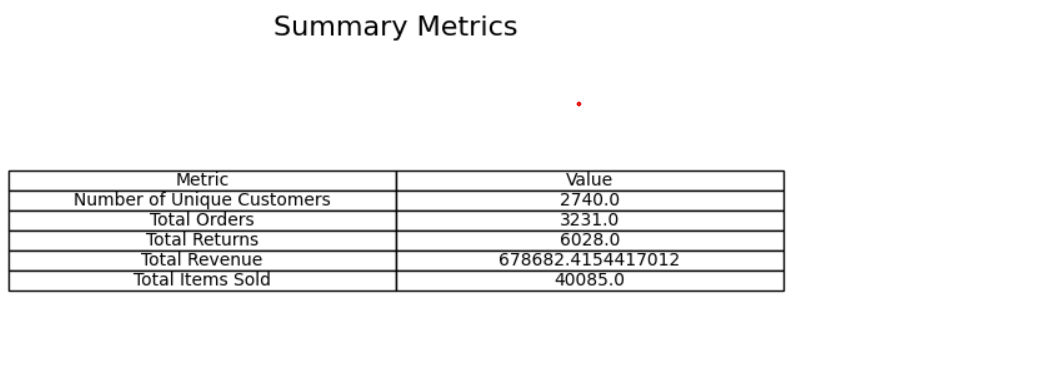 Summary Metrics
Metric Value
Number of Unique Customers 2740.0
Total Orders 3231.0
Total Returns 6028.0
Total Revenue 678682.4154417012
Total Items Sold 40085.0